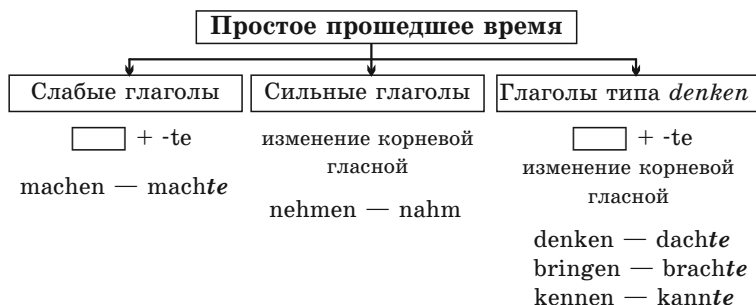 Простое прошедшее время
Слабые глаголы
+ -te
machen — machte
Сильные глаголы
изменение корневой
гласной
nehmen — nahm
Глаголы типа denken
+ -te
изменение корневой
гласной
denken — dachte
bringen — brachte
kennen — kannte